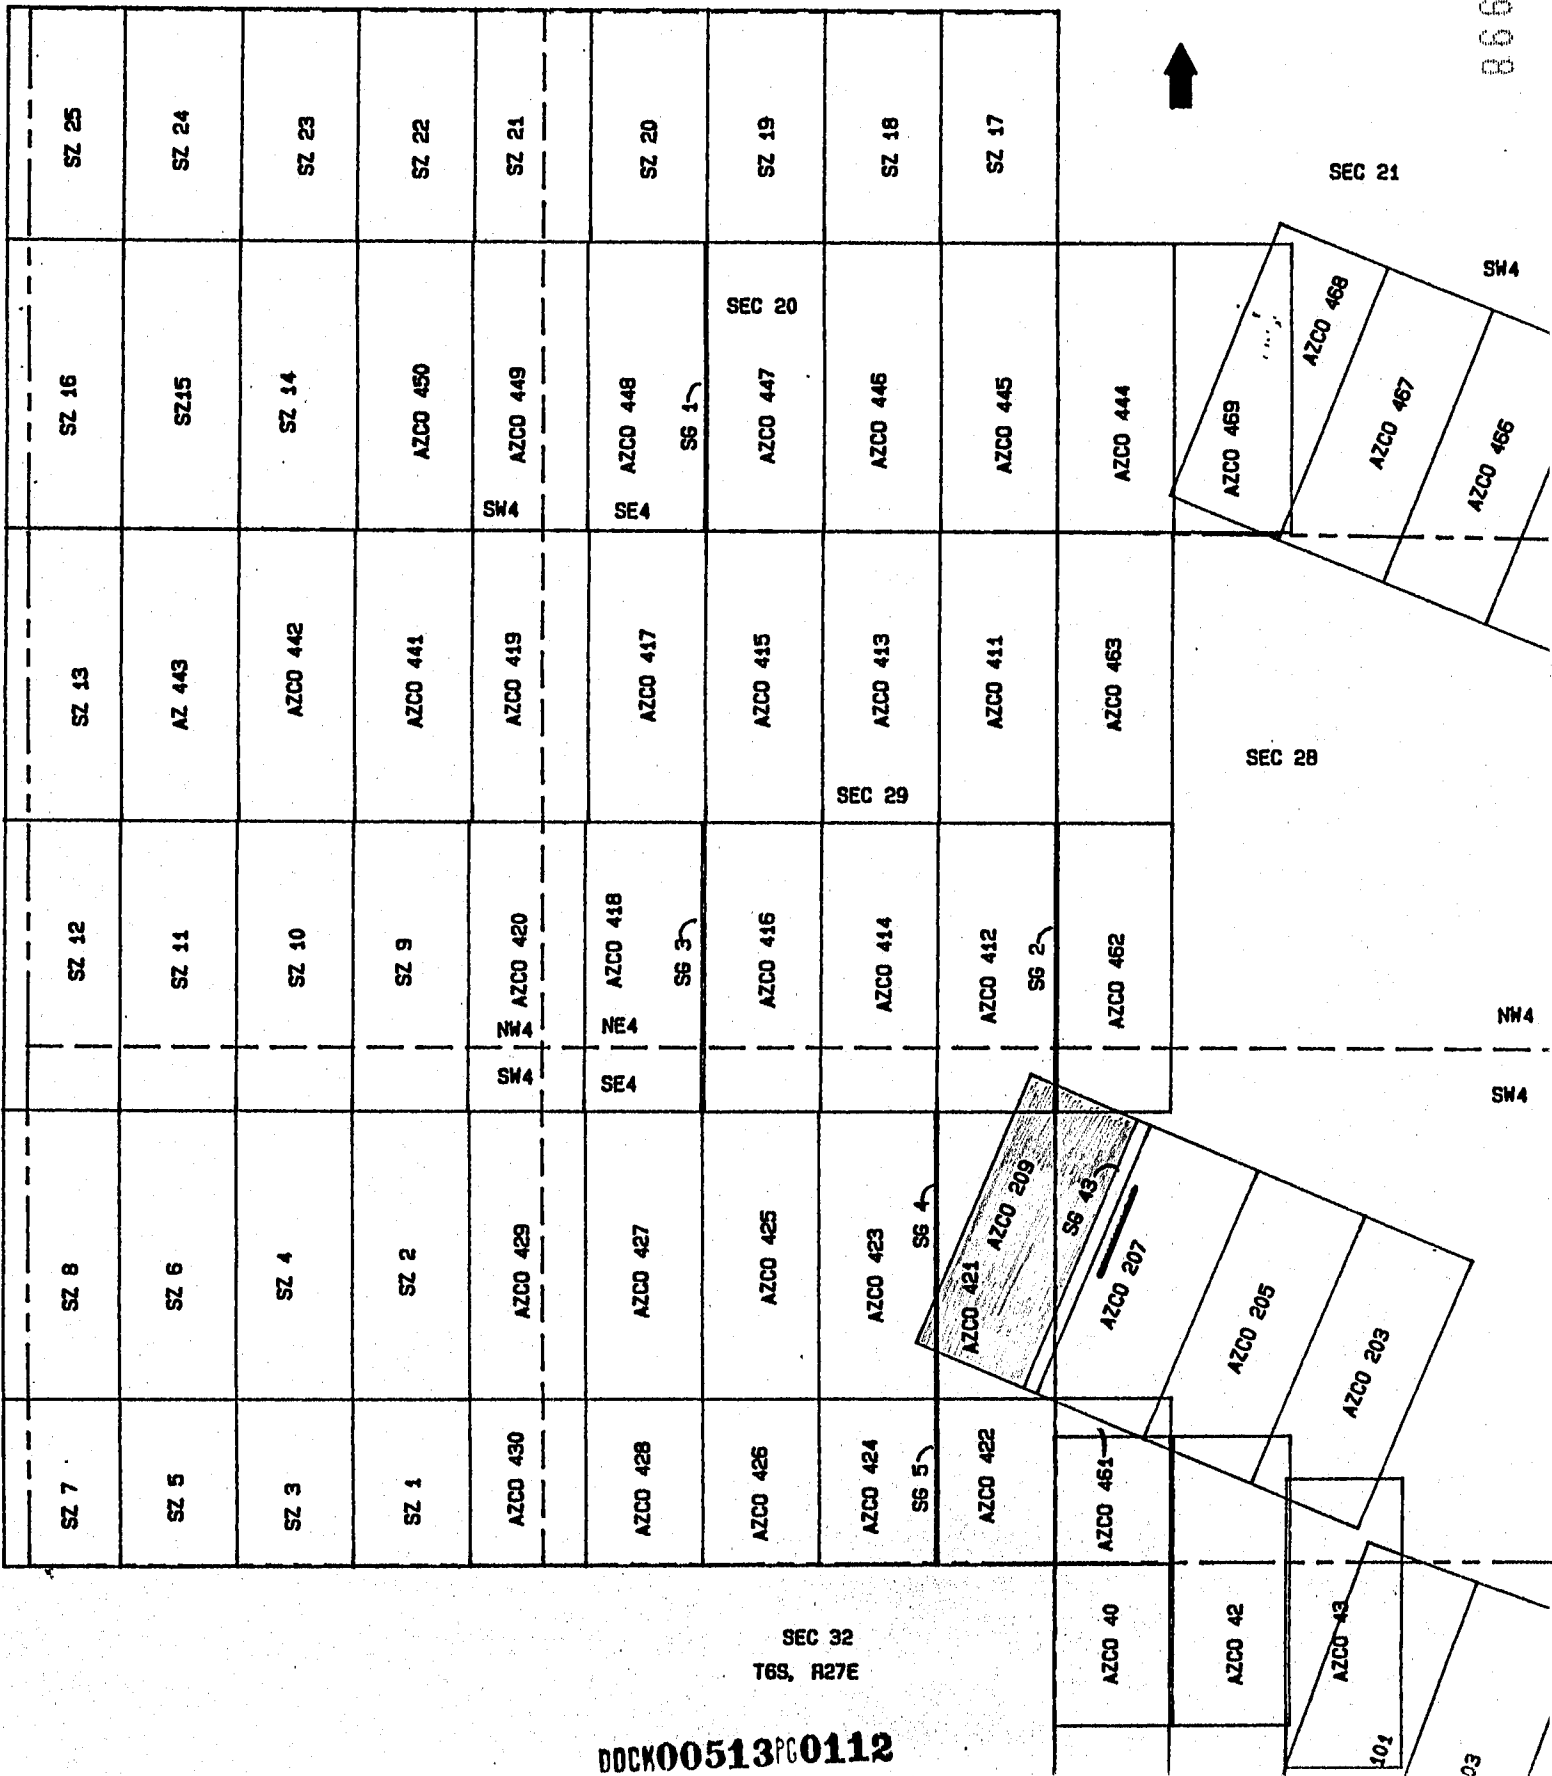 866
SZ 25
SZ 24
SZ 23
SZ 22
SZ 21
SZ 20
SZ 19
SZ 18
SZ 17
SEC 21
SW4
SEC 20
SZ 16
SZ15
SZ 14
AZCO 450
AZCO 449
AZCO 448
SG 1
AZCO 447
AZCO 446
AZCO 445
AZCO 444
AZCO 469
AZCO 468
AZCO 467
AZCO 466
SW4
SE4
SZ 13
AZ 443
AZCO 442
AZCO 441
AZCO 419
AZCO 417
AZCO 415
AZCO 413
AZCO 411
AZCO 463
SEC 28
SEC 29
SZ 12
SZ 11
SZ 10
SZ 9
AZCO 420
AZCO 418
SG 3
AZCO 416
AZCO 414
AZCO 412
SG 2
AZCO 462
NW4
NE4
NW4
SW4
SE4
SW4
SZ 8
SZ 6
SZ 4
SZ 2
AZCO 429
AZCO 427
AZCO 425
AZCO 423
SG 4
AZCO 421
AZCO 209
SG 43
AZCO 207
AZCO 205
AZCO 203
SZ 7
SZ 5
SZ 3
SZ 1
AZCO 430
AZCO 428
AZCO 426
AZCO 424
SG 5
AZCO 422
AZCO 461
AZCO 40
AZCO 42
AZCO 43
101
03
SEC 32
T6S, R27E
DOCK00513PG0112